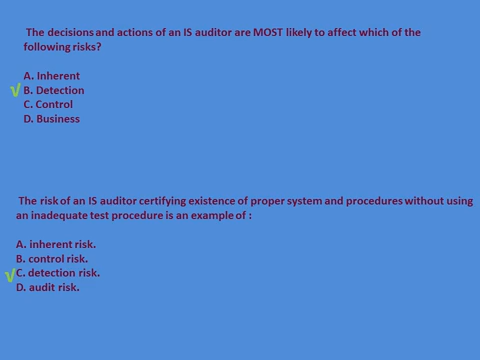 The decisions and actions of an IS auditor are MOST likely to affect which of the
following risks?
A. Inherent
√ B. Detection
C. Control
D. Business
The risk of an IS auditor certifying existence of proper system and procedures without using
an inadequate test procedure is an example of :
A. inherent risk.
B. control risk.
√ C. detection risk.
D. audit risk.